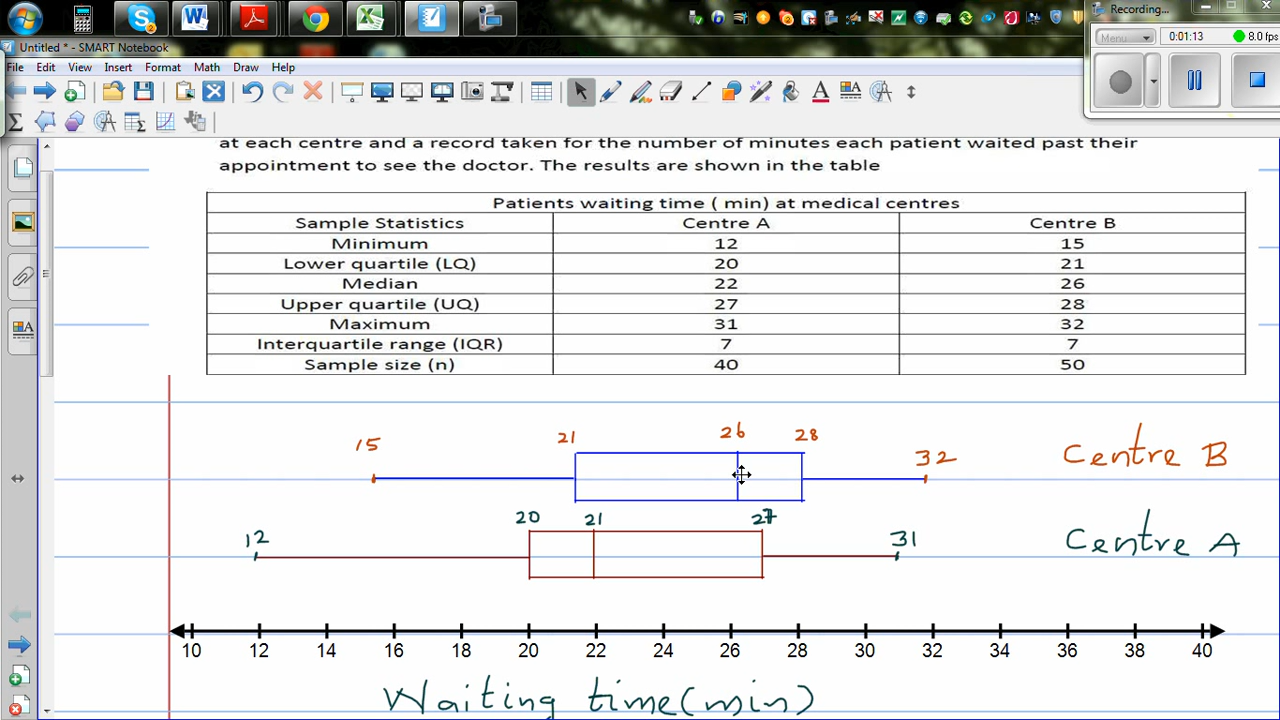 Recording...
Untitled * - SMART Notebook
Menu
0:01:13
8.0 fps
File Edit View Insert Format Math Draw Help
at each centre and a record taken for the number of minutes each patient waited past their
appointment to see the doctor. The results are shown in the table
Patients waiting time ( min) at medical centres
Sample Statistics Centre A Centre B
Minimum 12 15
Lower quartile (LQ) 20 21
Median 22 26
Upper quartile (UQ) 27 28
Maximum 31 32
Interquartile range (IQR) 7 7
Sample size (n) 40 50
15 21 26 28 32 Centre B
12 20 21 27 31 Centre A
10 12 14 16 18 20 22 24 26 28 30 32 34 36 38 40
Waiting time(min)